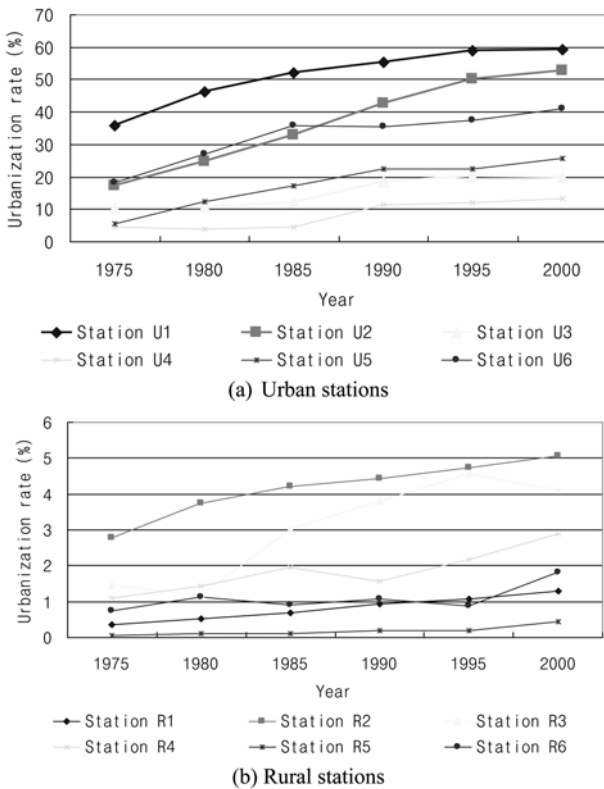 Urbanization rate (%)
70
60
50
40
30
20
10
0
1975 1980 1985 1990 1995 2000
Year
Station U1 Station U2 Station U3
Station U4 Station U5 Station U6
(a) Urban stations
Urbanization rate (%)
6
5
4
3
2
1
0
1975 1980 1985 1990 1995 2000
Year
Station R1 Station R2 Station R3
Station R4 Station R5 Station R6
(b) Rural stations